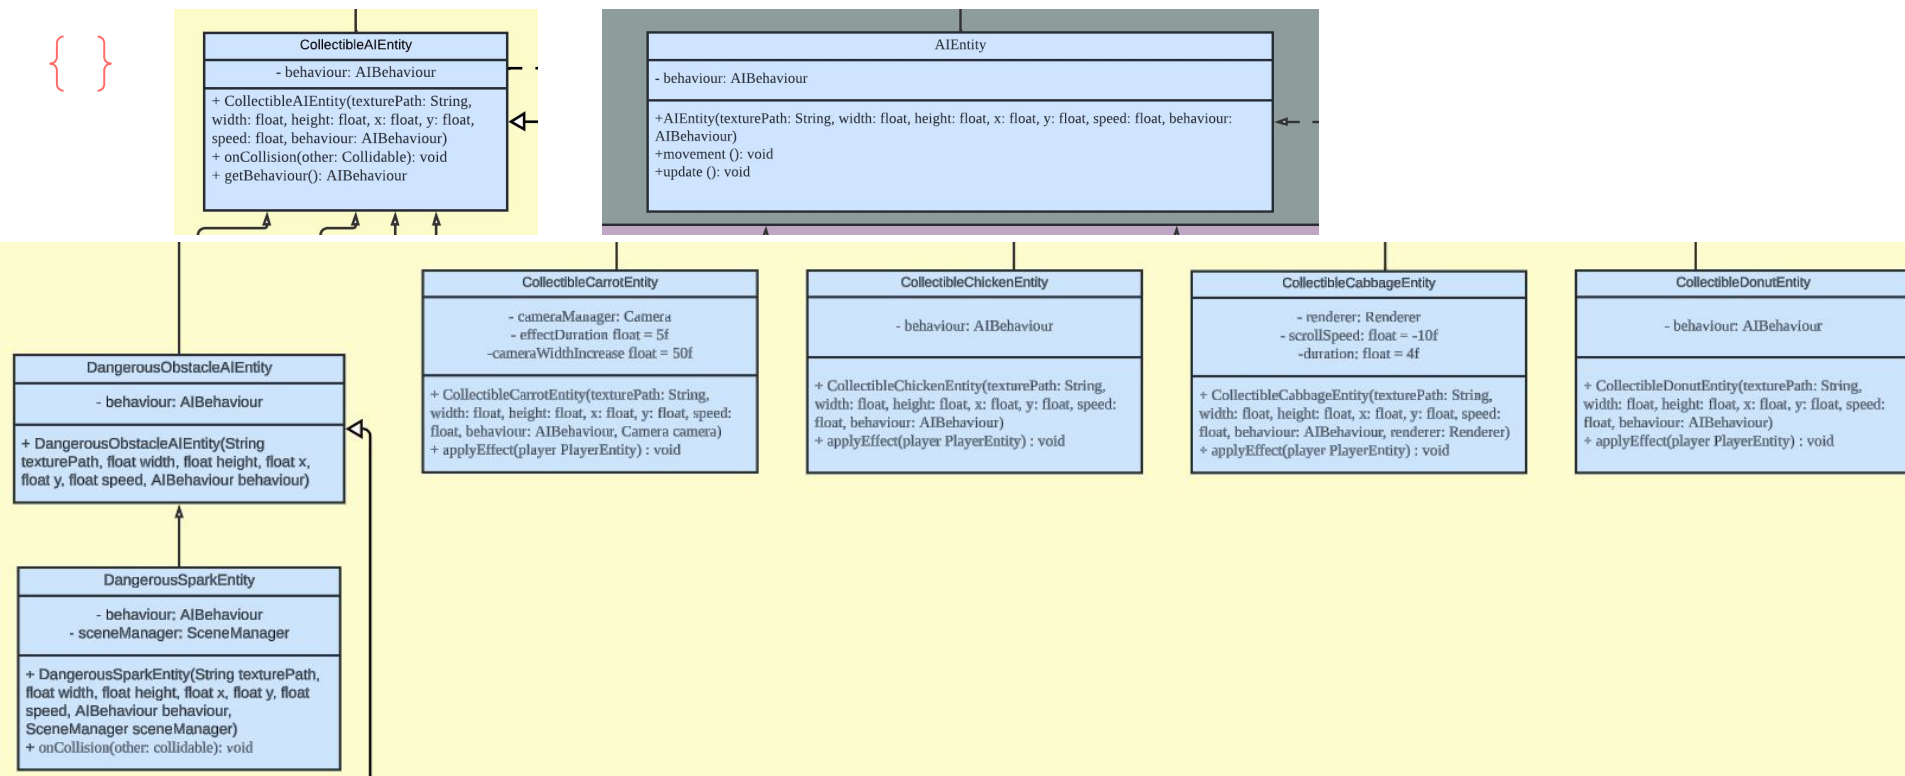 { }
CollectibleAIEntity
- behaviour: AIBehaviour
+ CollectibleAIEntity(texturePath: String,
width: float, height: float, x: float, y: float,
speed: float, behaviour: AIBehaviour)
+ onCollision(other: Collidable): void
+ getBehaviour(): AIBehaviour
AIEntity
- behaviour: AIBehaviour
+AIEntity(texturePath: String, width: float, height: float, x: float, y: float, speed: float, behaviour:
AIBehaviour)
+movement (): void
+update (): void
DangerousObstacleAIEntity
- behaviour: AIBehaviour
+ DangerousObstacleAIEntity(String
texturePath, float width, float height, float x,
float y, float speed, AIBehaviour behaviour)
DangerousSparkEntity
- behaviour: AIBehaviour
- sceneManager: SceneManager
+ DangerousSparkEntity(String texturePath,
float width, float height, float x, float y, float
speed, AIBehaviour behaviour,
SceneManager sceneManager)
+ onCollision(other: collidable): void
CollectibleCarrotEntity
- cameraManager: Camera
- effectDuration float = 5f
-cameraWidthIncrease float = 50f
+ CollectibleCarrotEntity(texturePath: String,
width: float, height: float, x: float, y: float, speed:
float, behaviour: AIBehaviour, Camera camera)
+ applyEffect(player PlayerEntity) : void
CollectibleChickenEntity
- behaviour: AIBehaviour
+ CollectibleChickenEntity(texturePath: String,
width: float, height: float, x: float, y: float, speed:
float, behaviour: AIBehaviour)
+ applyEffect(player PlayerEntity) : void
CollectibleCabbageEntity
- renderer: Renderer
- scrollSpeed: float = -10f
-duration: float = 4f
+ CollectibleCabbageEntity(texturePath: String,
width: float, height: float, x: float, y: float, speed:
float, behaviour: AIBehaviour, renderer: Renderer)
+ applyEffect(player PlayerEntity) : void
CollectibleDonutEntity
- behaviour: AIBehaviour
+ CollectibleDonutEntity(texturePath: String,
width: float, height: float, x: float, y: float, speed:
float, behaviour: AIBehaviour)
+ applyEffect(player PlayerEntity) : void